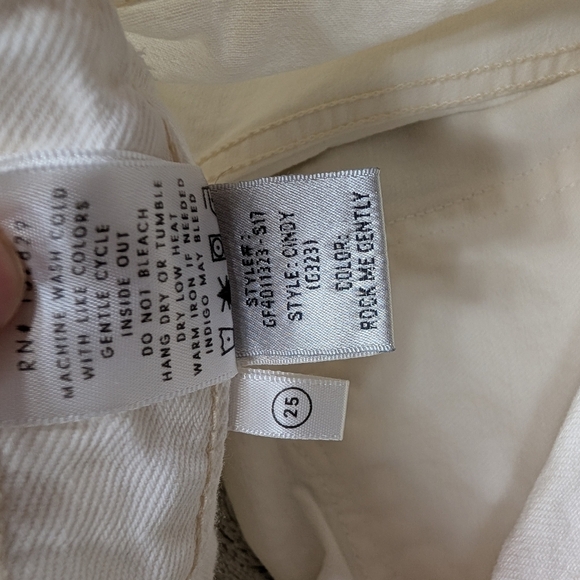 MACHINE WASH COLD
WITH LIKE COLORS
GENTLE CYCLE
INSIDE OUT
DO NOT BLEACH
HANG DRY OR TUMBLE
DRY LOW HEAT
WARM IRON IF NEEDED
INDIGO MAY BLEED
STYLE#:
GF4011323-S17
STYLE: CINDY
(G323)
COLOR:
ROCK ME GENTLY
25